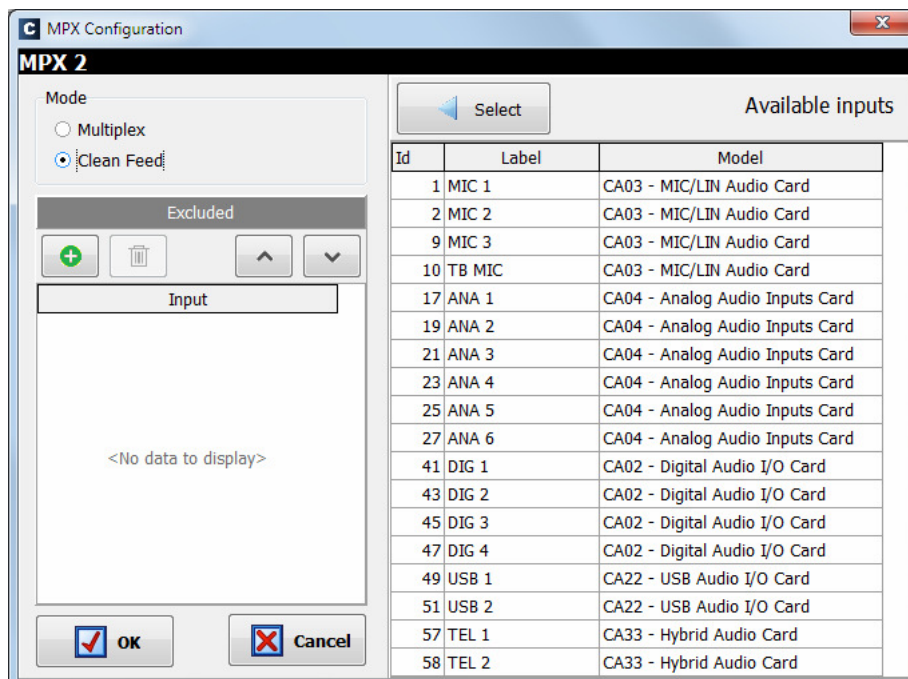 C MPX Configuration
MPX 2
Mode
Multiplex
Clean Feed
Excluded
Input
<No data to display>
OK
Cancel
Select
Available inputs
Id Label Model
1 MIC 1 CA03 - MIC/LIN Audio Card
2 MIC 2 CA03 - MIC/LIN Audio Card
9 MIC 3 CA03 - MIC/LIN Audio Card
10 TB MIC CA03 - MIC/LIN Audio Card
17 ANA 1 CA04 - Analog Audio Inputs Card
19 ANA 2 CA04 - Analog Audio Inputs Card
21 ANA 3 CA04 - Analog Audio Inputs Card
23 ANA 4 CA04 - Analog Audio Inputs Card
25 ANA 5 CA04 - Analog Audio Inputs Card
27 ANA 6 CA04 - Analog Audio Inputs Card
41 DIG 1 CA02 - Digital Audio I/O Card
43 DIG 2 CA02 - Digital Audio I/O Card
45 DIG 3 CA02 - Digital Audio I/O Card
47 DIG 4 CA02 - Digital Audio I/O Card
49 USB 1 CA22 - USB Audio I/O Card
51 USB 2 CA22 - USB Audio I/O Card
57 TEL 1 CA33 - Hybrid Audio Card
58 TEL 2 CA33 - Hybrid Audio Card